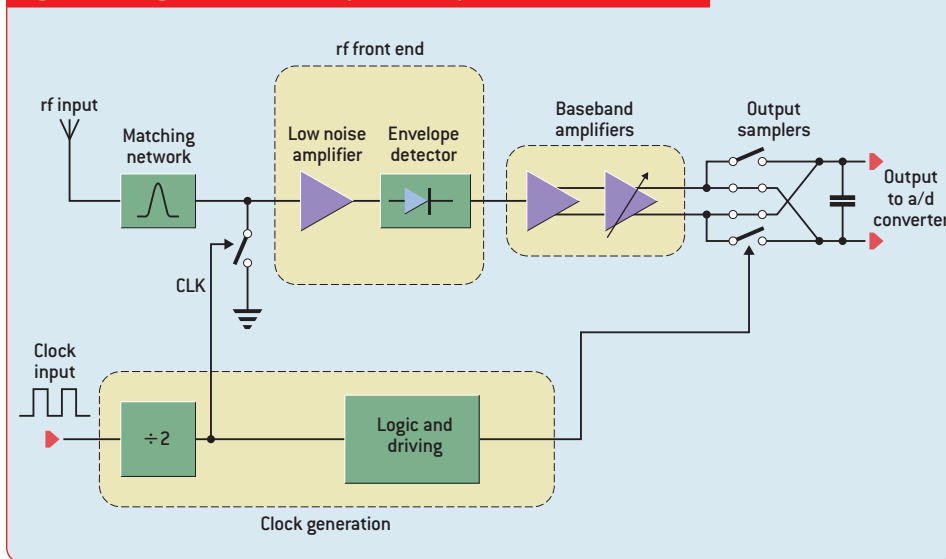 rf front end
rf input
Matching
network
Low noise
amplifier
Envelope
detector
Baseband
amplifiers
Output
samplers
Output
to a/d
converter
CLK
Clock
input
÷2
Logic and
driving
Clock generation